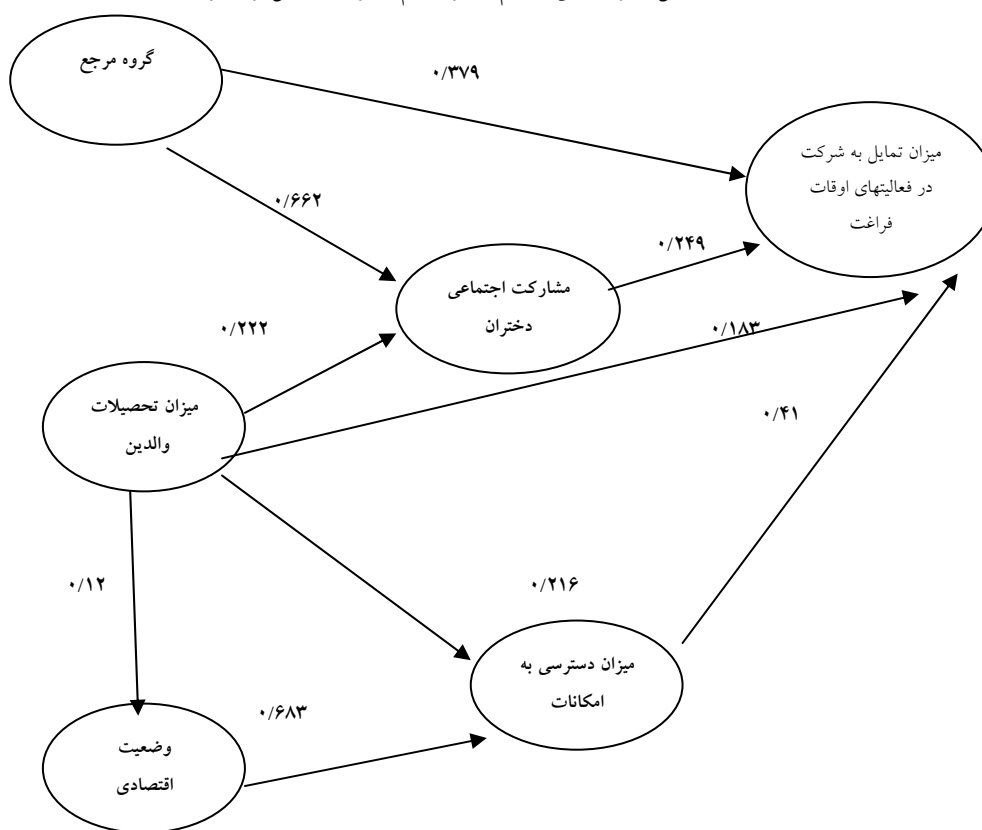 گروه مرجع
۰/۳۷۹
میزان تمایل به شرکت
در فعالیتهای اوقات
فراغت
۰/۶۶۲
۰/۲۴۹
مشارکت اجتماعی
دختران
۰/۲۲۲
۰/۱۸۳
میزان تحصیلات
والدین
۰/۴۱
۰/۱۲
۰/۲۱۶
میزان دسترسی به
امکانات
۰/۶۸۳
وضعیت
اقتصادی